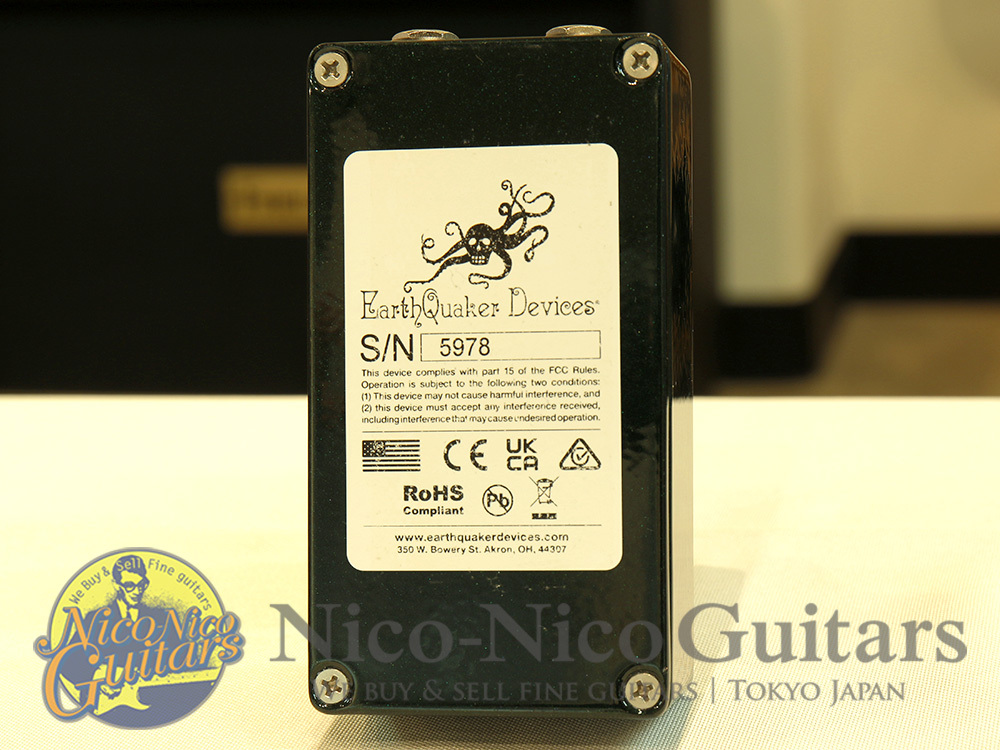 EarthQuaker Devices®
S/N 5978
This device complies with part 15 of the FCC Rules.
Operation is subject to the following two conditions:
(1) This device may not cause harmful interference, and
(2) this device must accept any interference received,
including interference that may cause undesired operation.
CE UK CA
RoHS
Compliant
Pb
www.earthquakerdevices.com
350 W. Bowery St. Akron, OH, 44307
We Buy & Sell Fine guitars
Nico-Nico
Guitars
Nico-Nico Guitars
We buy & sell fine guitars | Tokyo Japan